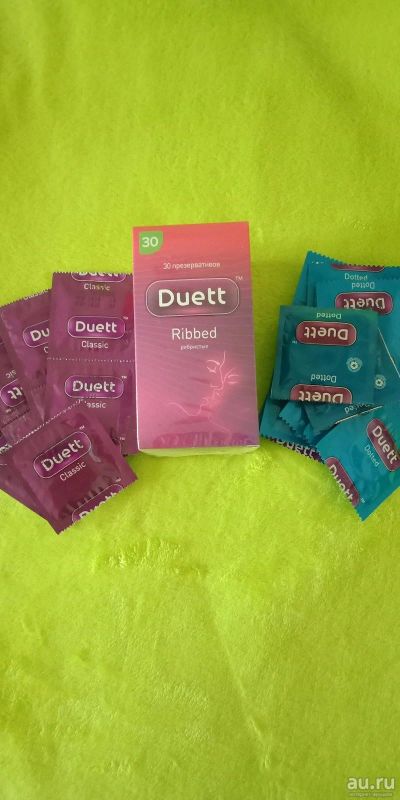 30
30 презервативов
Duett™
Ribbed
ребристые
Classic
Duett
Classic
Duett
Classic
Duett
Duett
Classic
Duett
Dotted
Duett
Dotted
Duett
Dotted
Duett
Dotted
Duett
au.ru